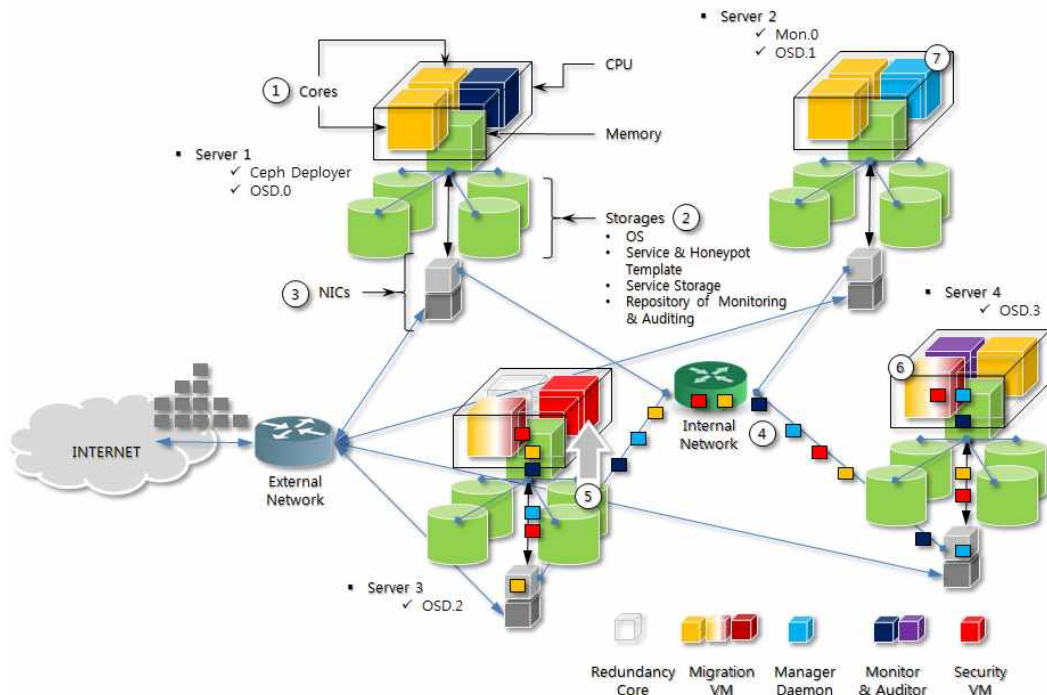 ▪ Server 2
✓ Mon.0
✓ OSD.1
7
1 Cores
CPU
Memory
▪ Server 1
✓ Ceph Deployer
✓ OSD.0
Storages 2
• OS
• Service & Honeypot
Template
• Service Storage
• Repository of Monitoring
& Auditing
3 NICs
▪ Server 4
✓ OSD.3
6
INTERNET
External
Network
Internal
Network
4
5
▪ Server 3
✓ OSD.2
Redundancy
Core
Migration
VM
Manager
Daemon
Monitor
& Auditor
Security
VM